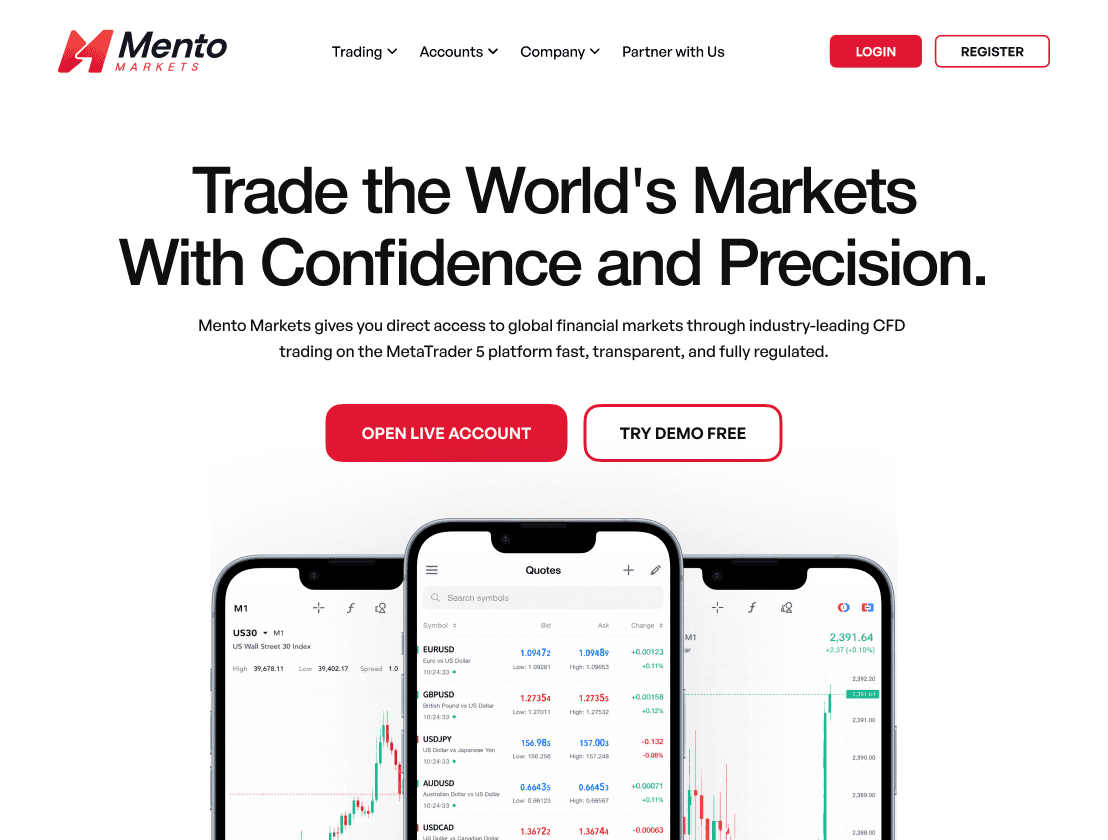 Mento
MARKETS
Trading
Accounts
Company
Partner with Us
LOGIN
REGISTER
Trade the World's Markets
With Confidence and Precision.
Mento Markets gives you direct access to global financial markets through industry-leading CFD
trading on the MetaTrader 5 platform fast, transparent, and fully regulated.
OPEN LIVE ACCOUNT
TRY DEMO FREE
M1
US30 M1
US Wall Street 30 Index
High 39,678.11 Low 39,402.17 Spread 1.0
Quotes
Search symbols
Symbol Bid Ask Change
EURUSD 1.09472 1.09489 +0.00123
Euro vs US Dollar Low: 1.09281 High: 1.09653 +0.11%
10:24:33
GBPUSD 1.27354 1.27355 +0.00158
British Pound vs US Dollar Low: 1.27011 High: 1.27532 +0.12%
10:24:33
USDJPY 156.985 157.003 -0.132
US Dollar vs Japanese Yen Low: 156.256 High: 157.248 -0.08%
10:24:33
AUDUSD 0.66435 0.66453 +0.00071
Australian Dollar vs US Dollar Low: 0.66123 High: 0.66567 +0.11%
10:24:33
USDCAD 1.36722 1.36744 -0.00063
US Dollar vs Canadian Dollar
M1 2,391.64
ar +2.37 (+0.10%)
2,392.20
2,391.64
2,391.00
2,390.00
2,389.00
2,388.00